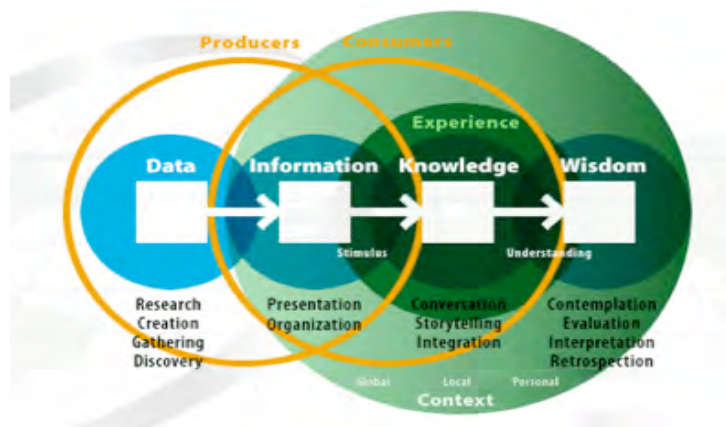 Producers
Consumers
Experience
Data
Information
Knowledge
Wisdom
Stimulus
Understanding
Research
Creation
Gathering
Discovery
Presentation
Organization
Conversation
Storytelling
Integration
Contemplation
Evaluation
Interpretation
Retrospection
Global
Local
Personal
Context